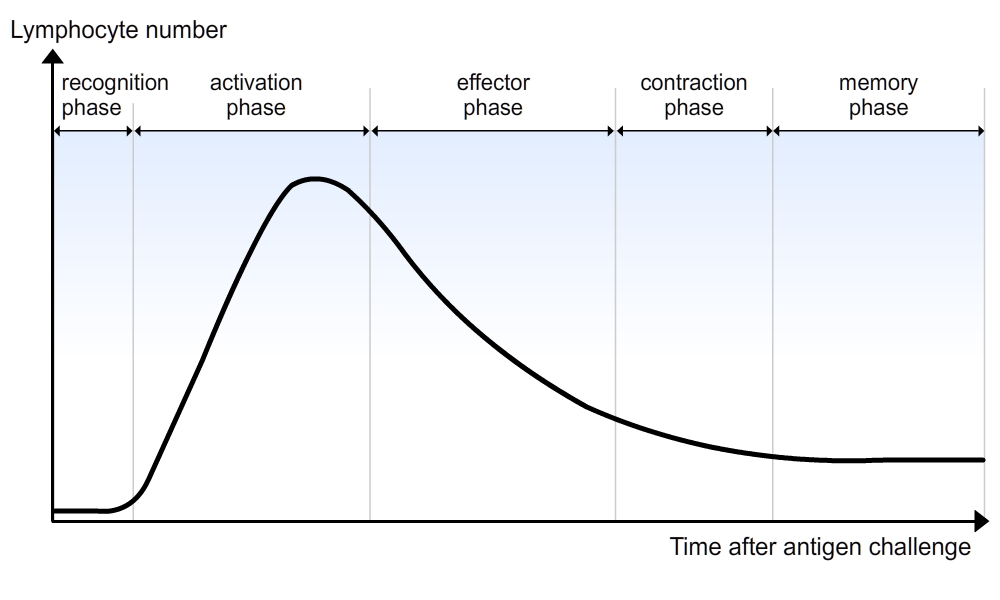 Lymphocyte number
recognition
phase
activation
phase
effector
phase
contraction
phase
memory
phase
Time after antigen challenge